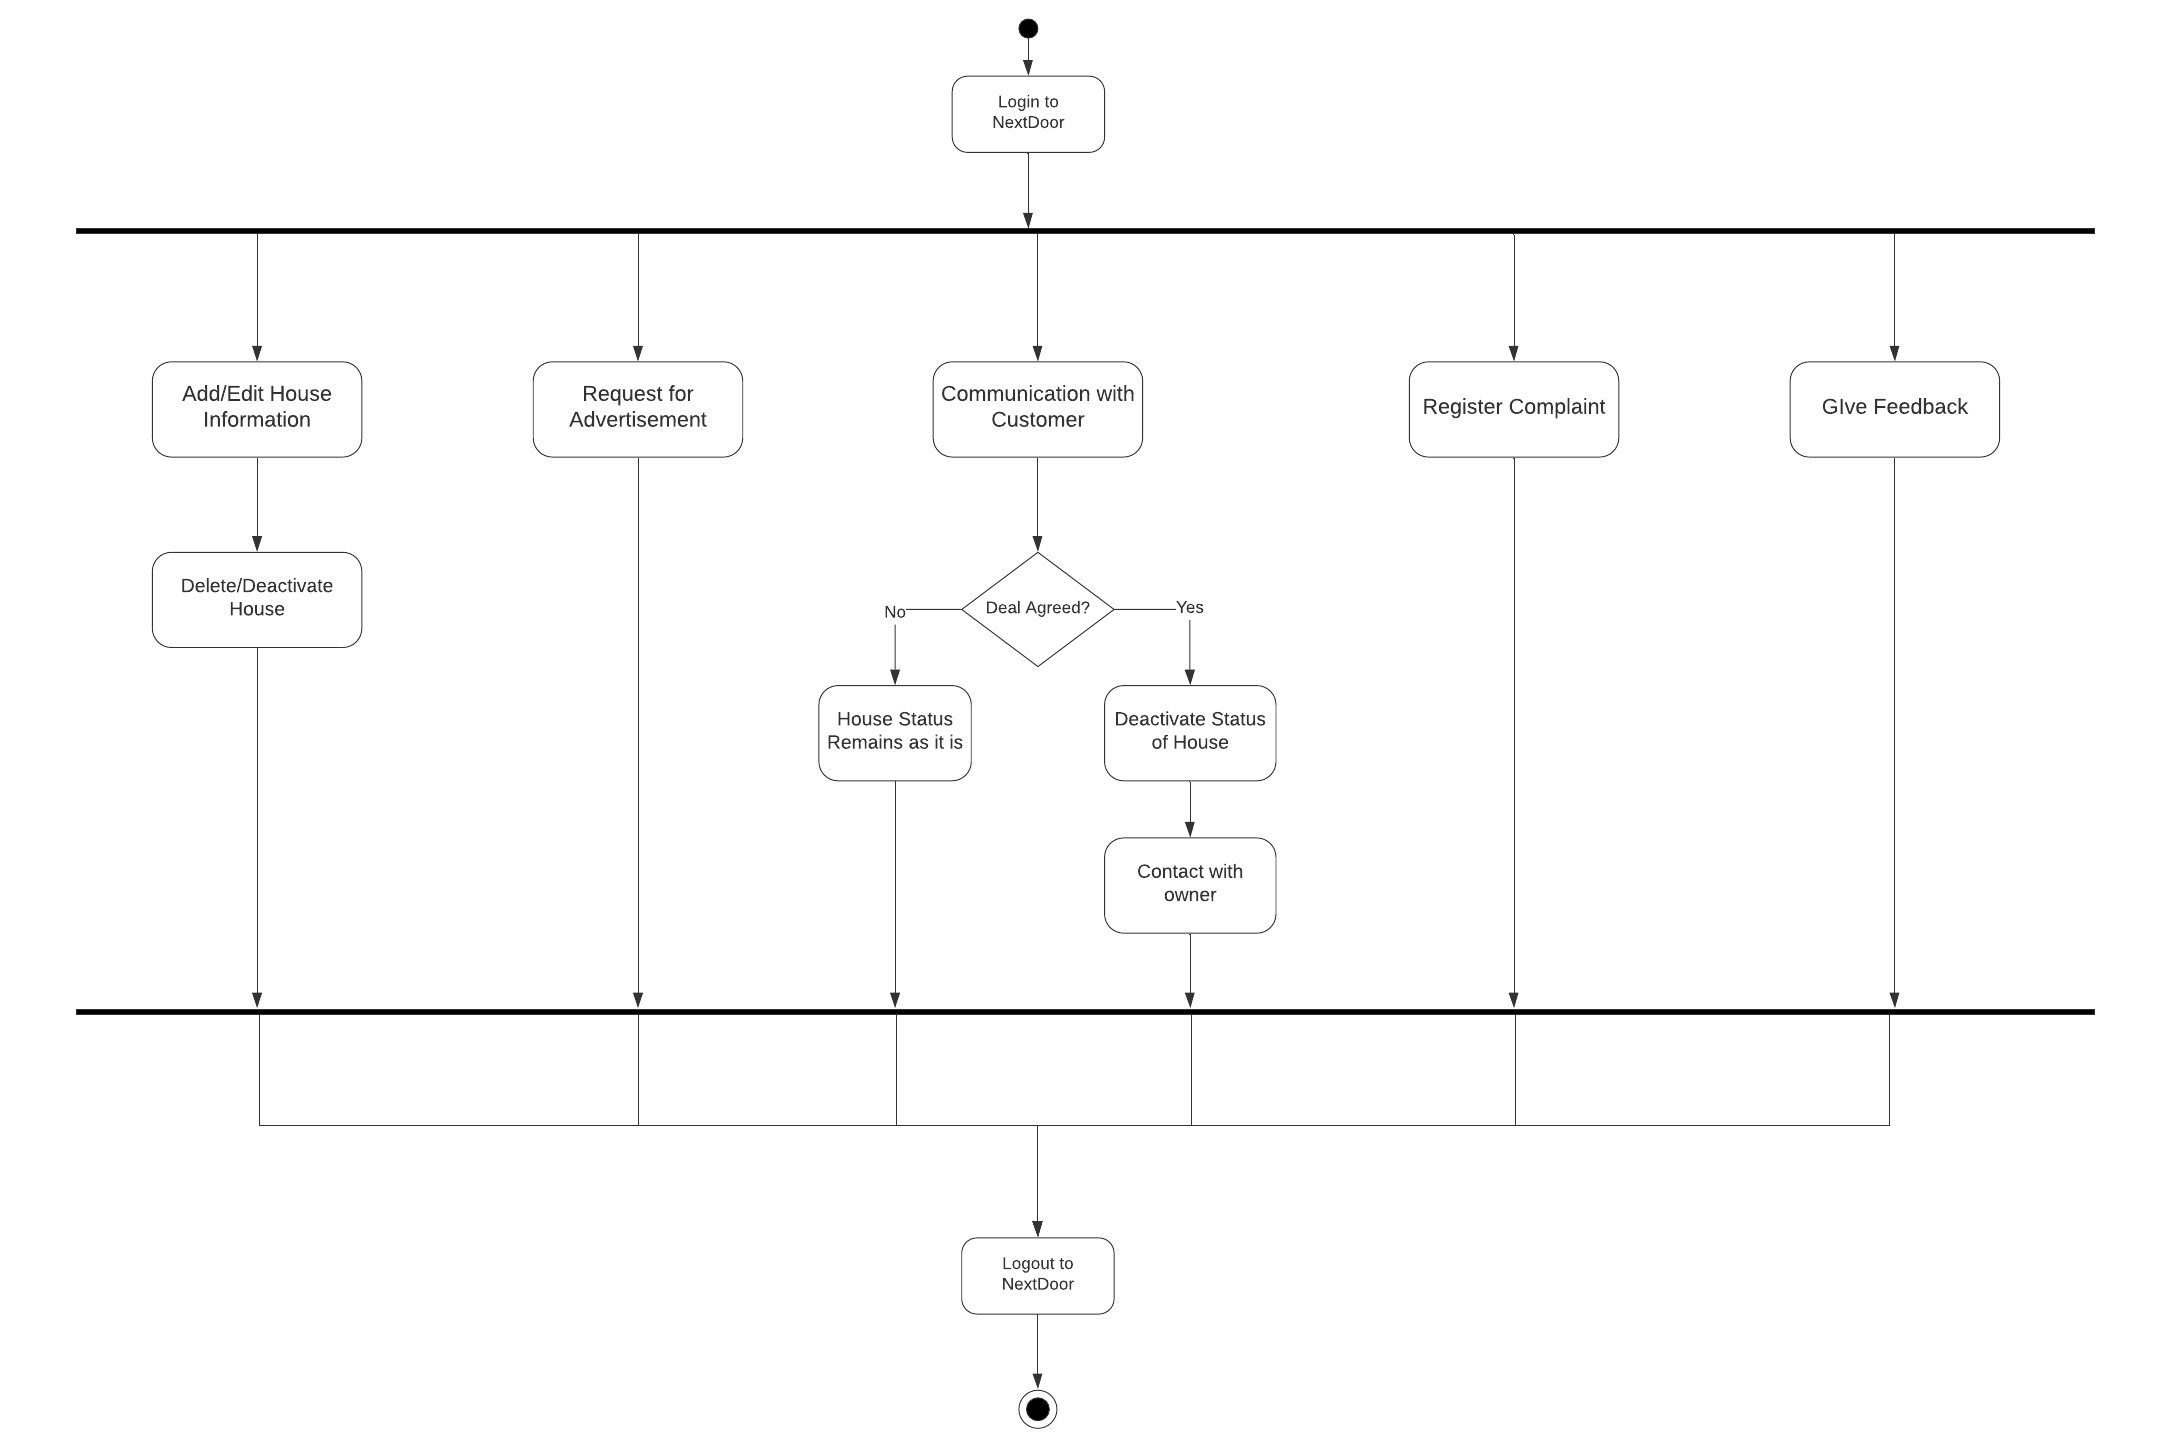 Login to
NextDoor
Add/Edit House
Information
Request for
Advertisement
Communication with
Customer
Register Complaint
GIve Feedback
Delete/Deactivate
House
No
Deal Agreed?
Yes
House Status
Remains as it is
Deactivate Status
of House
Contact with
owner
Logout to
NextDoor